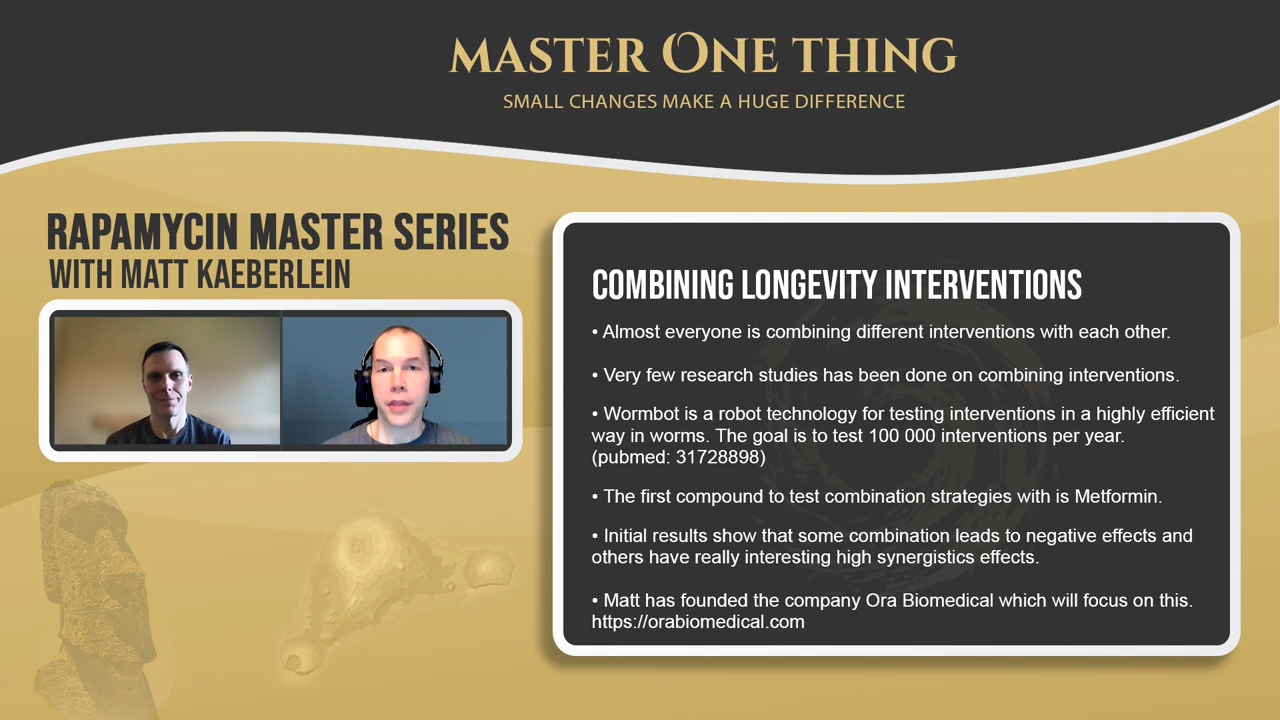 MASTER ONE THING
SMALL CHANGES MAKE A HUGE DIFFERENCE
RAPAMYCIN MASTER SERIES
WITH MATT KAEBERLEIN
COMBINING LONGEVITY INTERVENTIONS
• Almost everyone is combining different interventions with each other.
• Very few research studies has been done on combining interventions.
• Wormbot is a robot technology for testing interventions in a highly efficient
way in worms. The goal is to test 100 000 interventions per year.
(pubmed: 31728898)
• The first compound to test combination strategies with is Metformin.
• Initial results show that some combination leads to negative effects and
others have really interesting high synergistics effects.
• Matt has founded the company Ora Biomedical which will focus on this.
https://orabiomedical.com